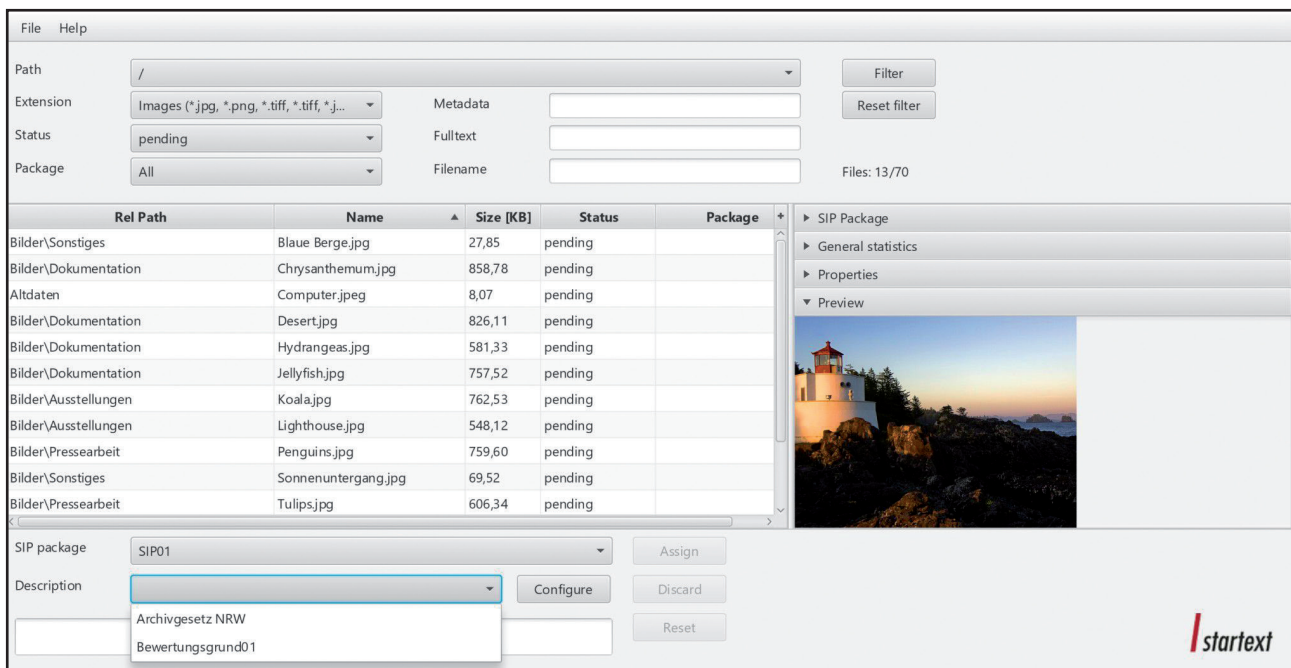 File Help
Path / Filter
Extension Images (*.jpg, *.png, *.tiff, *.tiff, *.j... Metadata Reset filter
Status pending Fulltext
Package All Filename Files: 13/70
Rel Path Name Size [KB] Status Package +
Bilder\Sonstiges Blaue Berge.jpg 27,85 pending
Bilder\Dokumentation Chrysanthemum.jpg 858,78 pending
Altdaten Computer.jpeg 8,07 pending
Bilder\Dokumentation Desert.jpg 826,11 pending
Bilder\Dokumentation Hydrangeas.jpg 581,33 pending
Bilder\Dokumentation Jellyfish.jpg 757,52 pending
Bilder\Ausstellungen Koala.jpg 762,53 pending
Bilder\Ausstellungen Lighthouse.jpg 548,12 pending
Bilder\Pressearbeit Penguins.jpg 759,60 pending
Bilder\Sonstiges Sonnenuntergang.jpg 69,52 pending
Bilder\Pressearbeit Tulips.jpg 606,34 pending
SIP Package
General statistics
Properties
Preview
SIP package SIP01 Assign
Description Configure Discard
Archivgesetz NRW
Bewertungsgrund01
Reset
startext